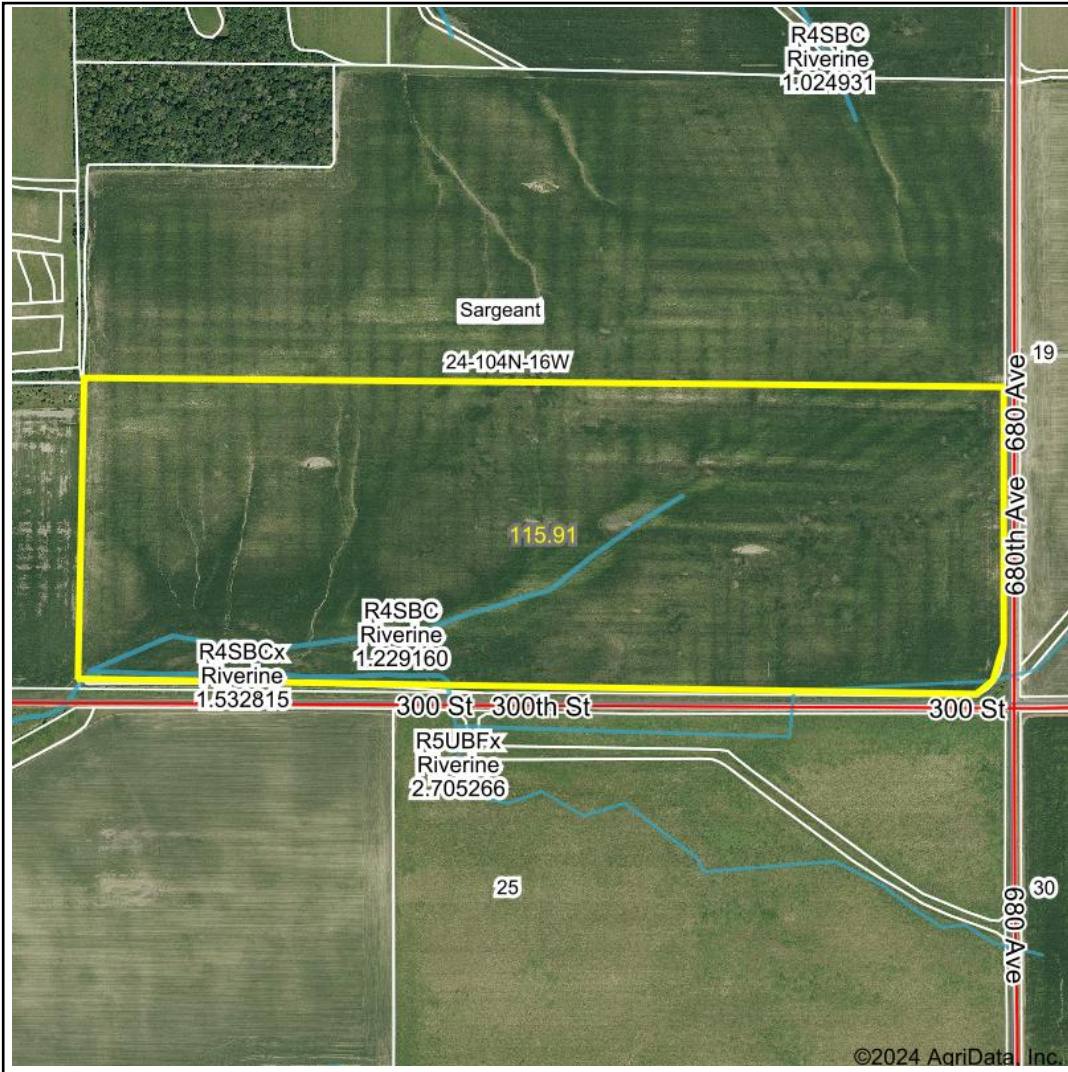 R4SBC
Riverine
1.024931
Sargeant
24-104N-16W
19
680 Ave
680th Ave
115.91
R4SBC
Riverine
1.229160
R4SBCx
Riverine
1.532815
300 St
300th St
300 St
R5UBFx
Riverine
2.705266
25
30
680 Ave
©2024 AgriData, Inc.